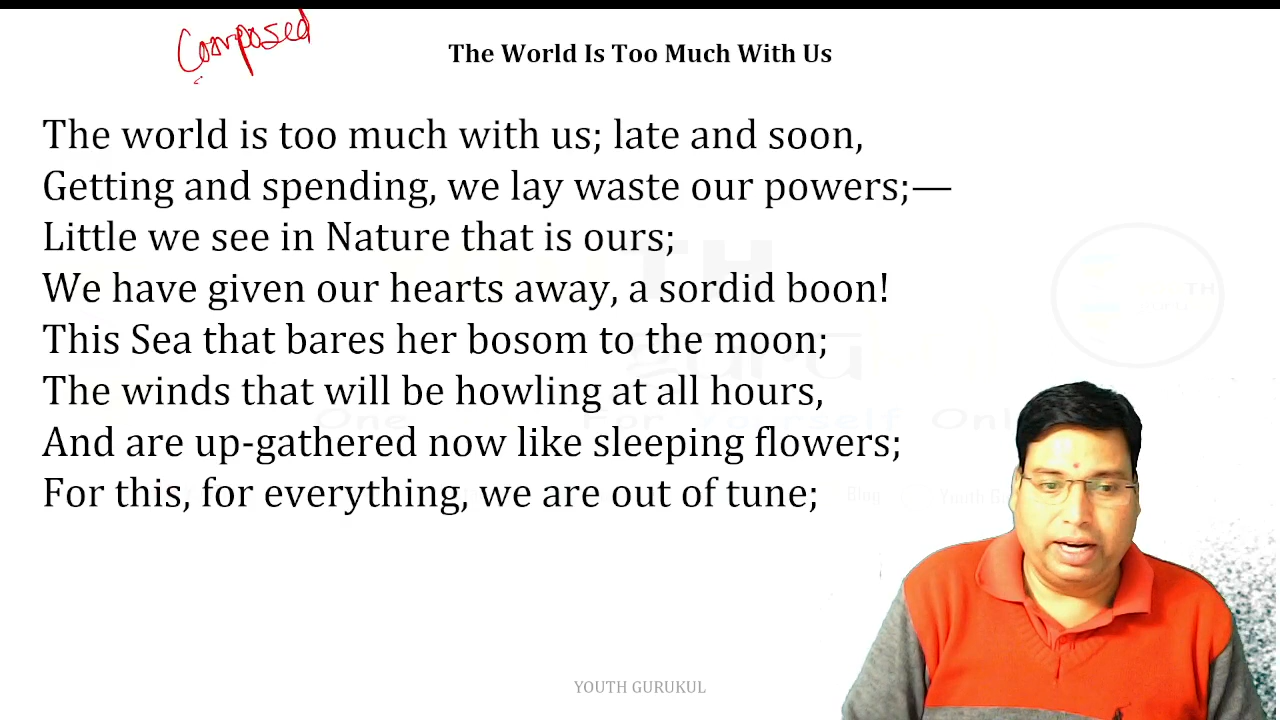 Composed
The World Is Too Much With Us
The world is too much with us; late and soon,
Getting and spending, we lay waste our powers;—
Little we see in Nature that is ours;
We have given our hearts away, a sordid boon!
This Sea that bares her bosom to the moon;
The winds that will be howling at all hours,
And are up-gathered now like sleeping flowers;
For this, for everything, we are out of tune;
YOUTH GURUKUL